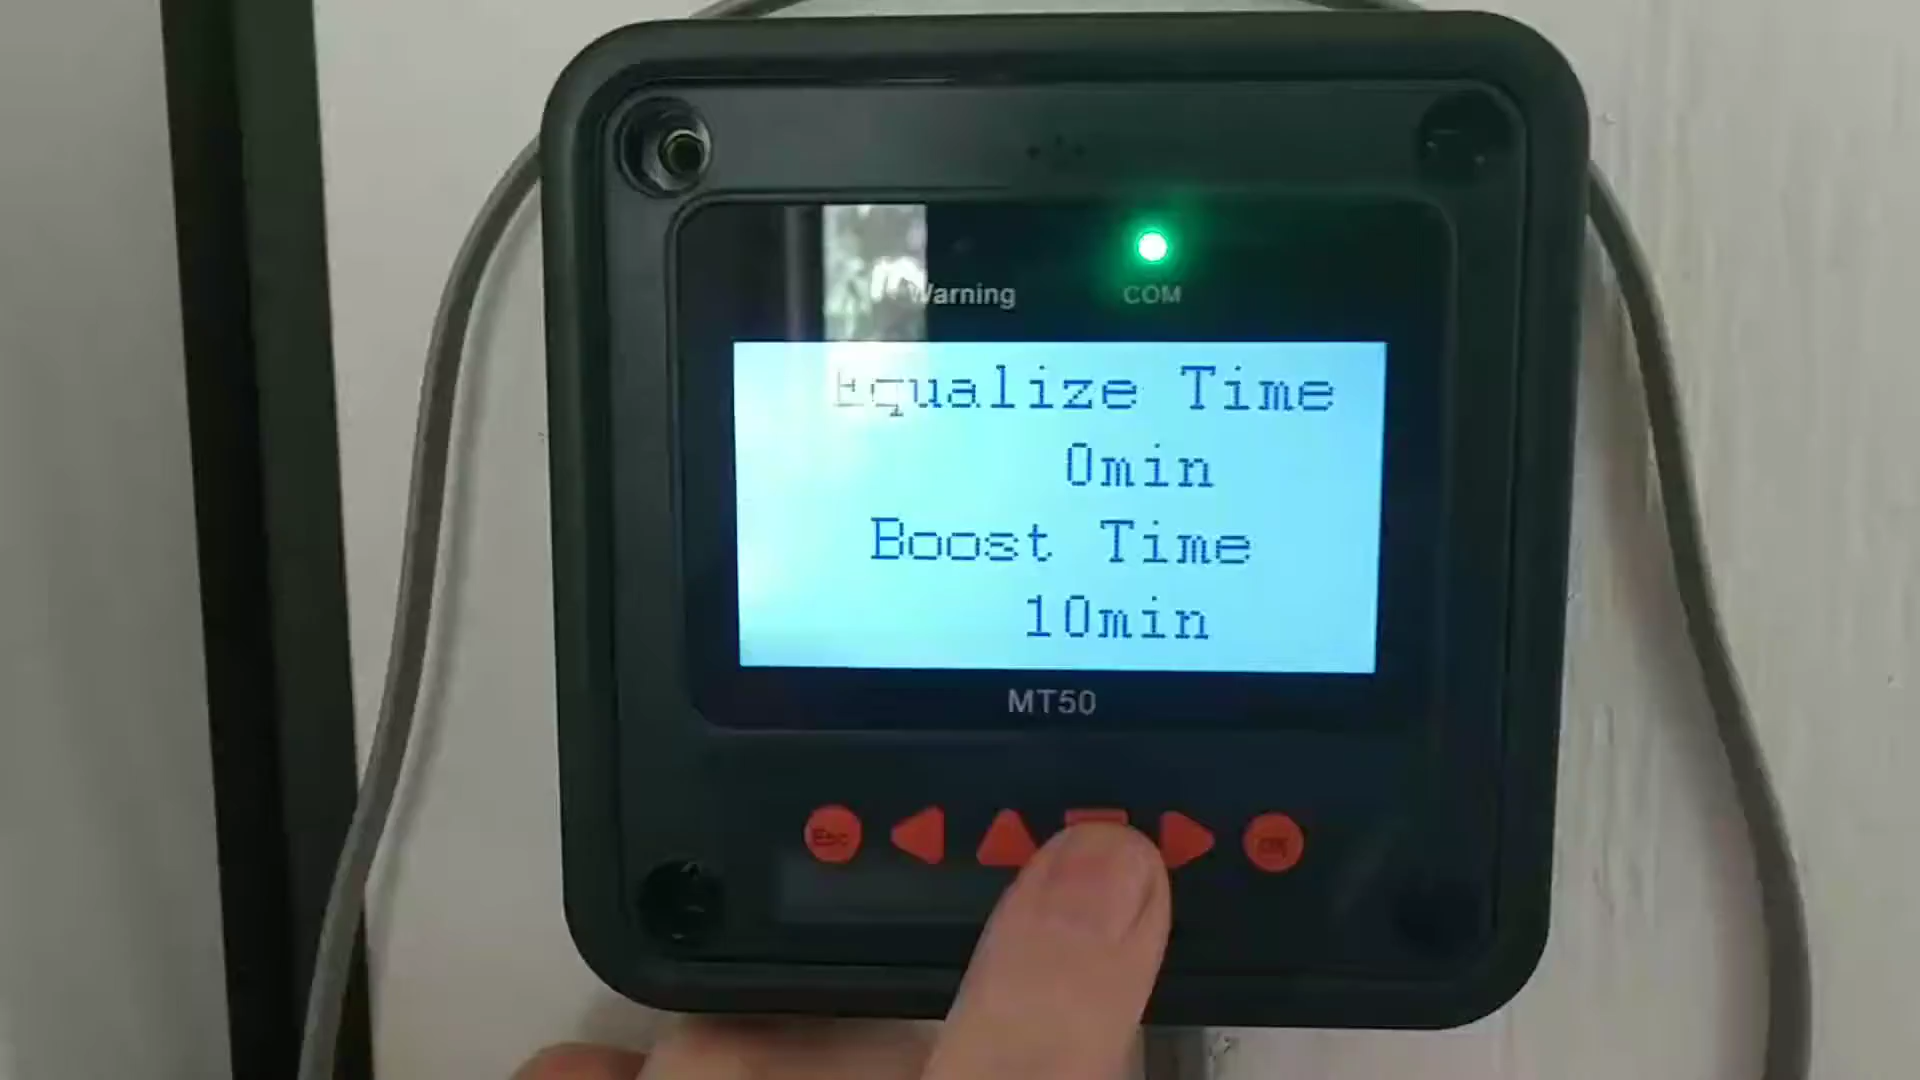 Warning COM
Equalize Time
0min
Boost Time
10min
MT50
Esc OK